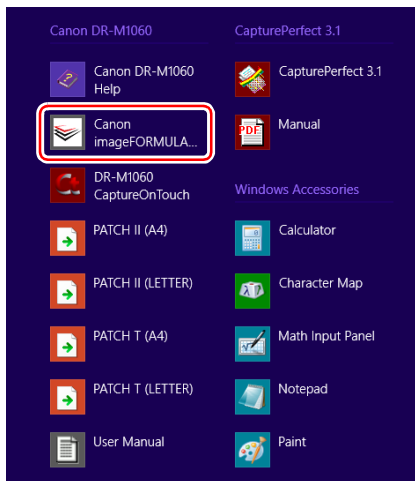 Canon DR-M1060
Canon DR-M1060
Help
Canon
imageFORMULA...
DR-M1060
CaptureOnTouch
PATCH II (A4)
PATCH II (LETTER)
PATCH T (A4)
PATCH T (LETTER)
User Manual
CapturePerfect 3.1
CapturePerfect 3.1
PDF
Manual
Windows Accessories
Calculator
Character Map
Math Input Panel
Notepad
Paint